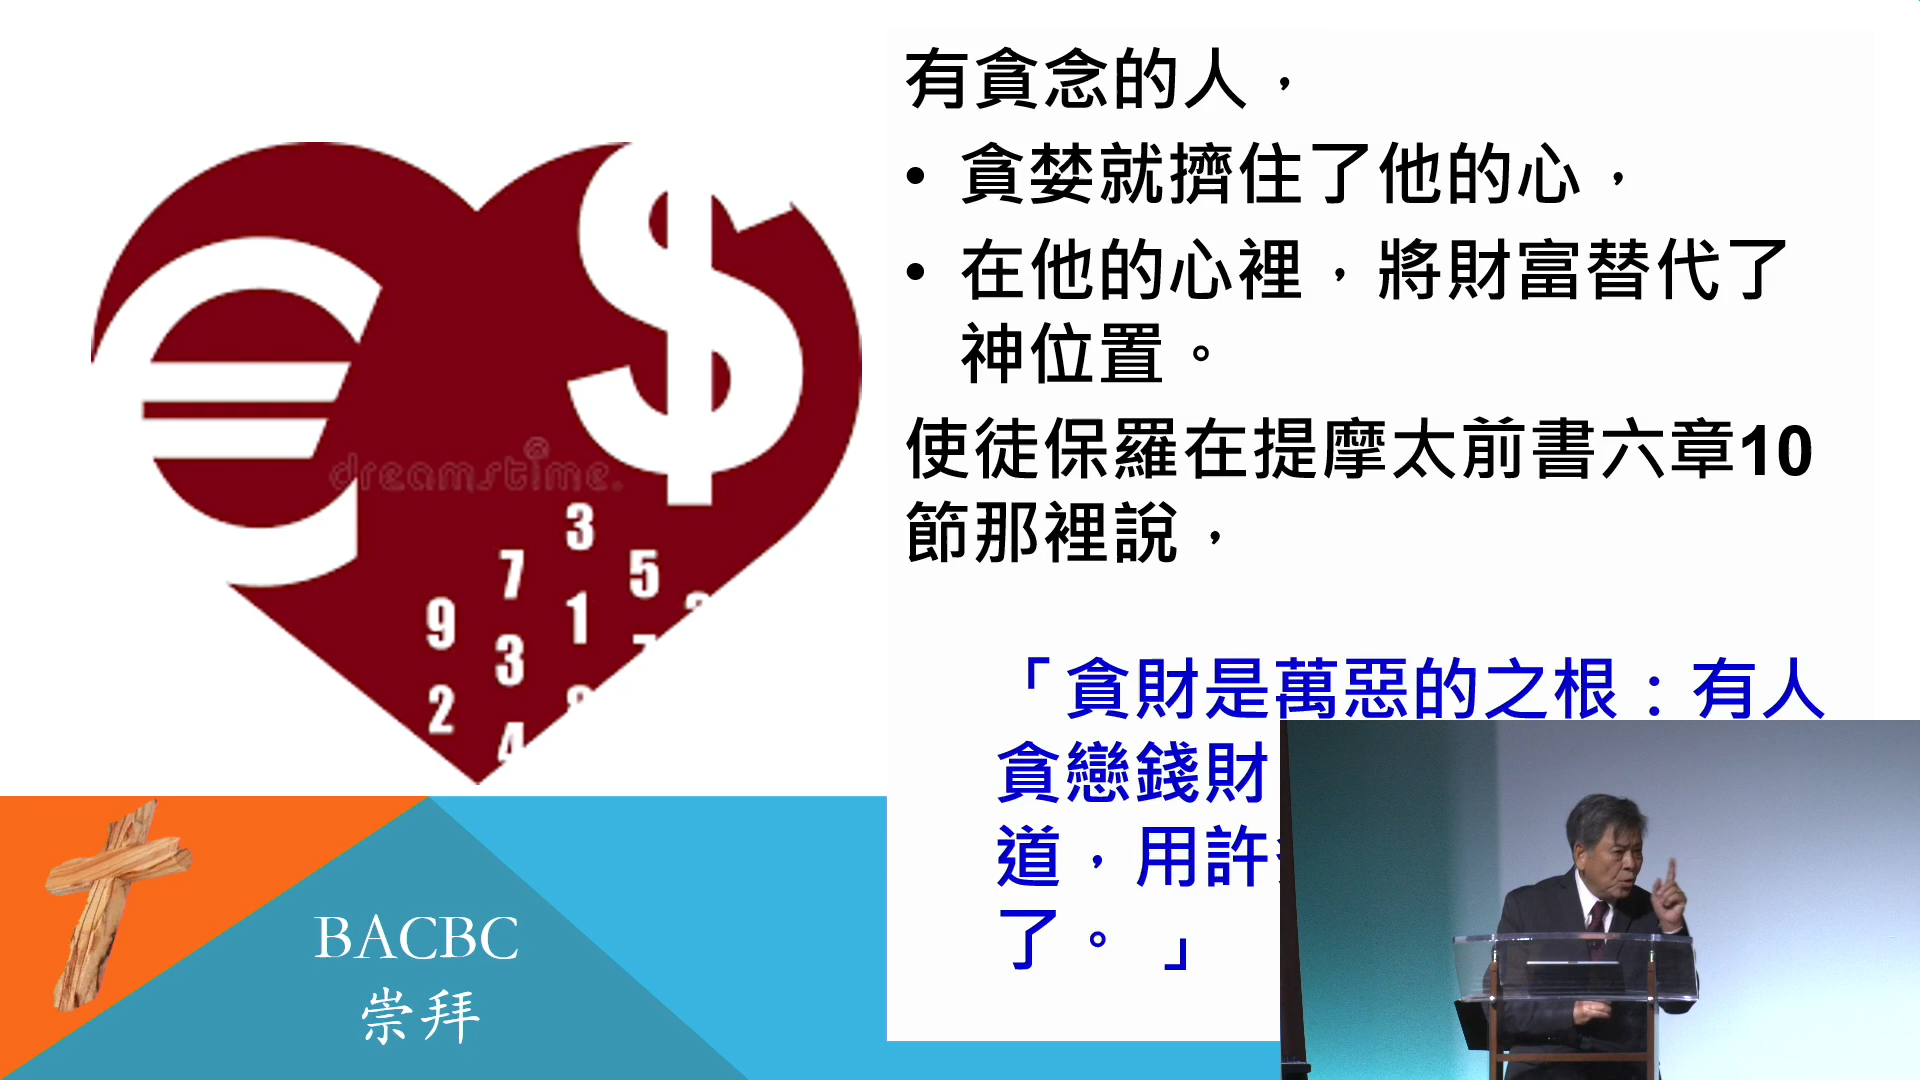 有貪念的人，
• 貪婪就擠住了他的心，
• 在他的心裡，將財富替代了
神位置。
使徒保羅在提摩太前書六章10
節那裡說，
「貪財是萬惡的之根：有人
貪戀錢財
道，用許
了。」
dreamstime.
3
7 5
9 1
3
2
4
BACBC
崇拜